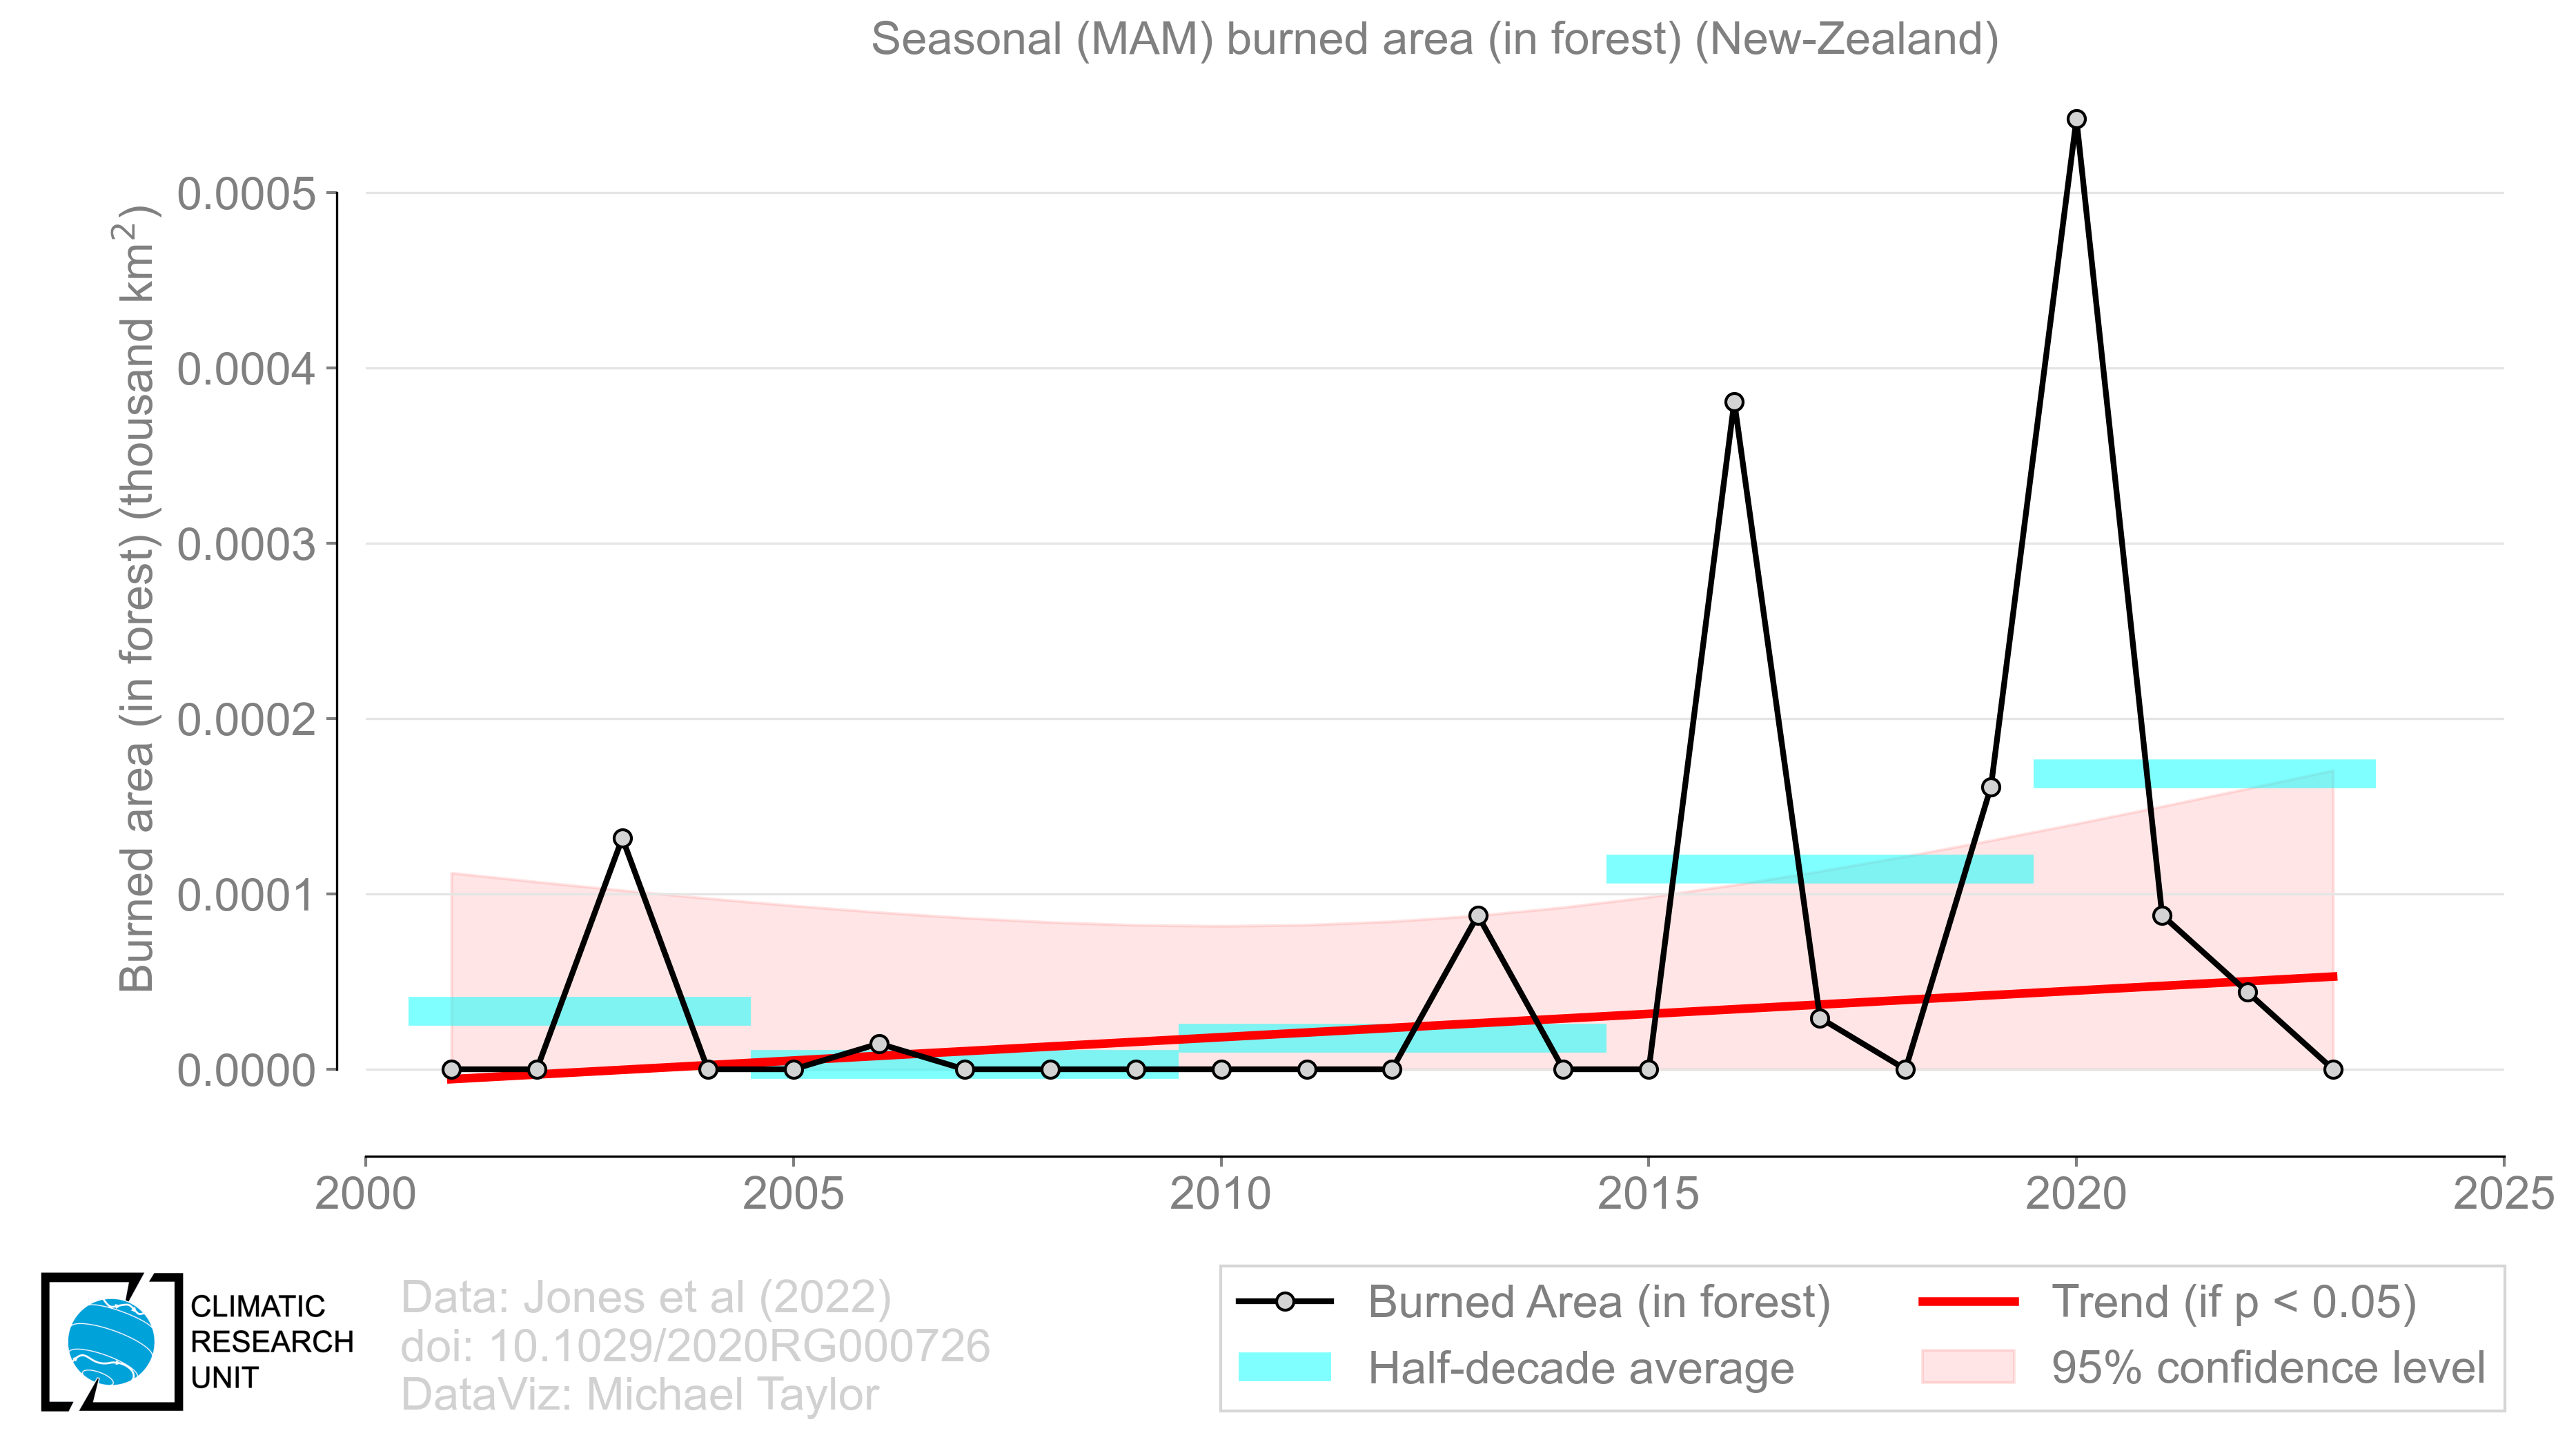 Seasonal (MAM) burned area (in forest) (New-Zealand)
Burned area (in forest) (thousand km²)
0.0005
0.0004
0.0003
0.0002
0.0001
0.0000
2000
2005
2010
2015
2020
2025
CLIMATIC
RESEARCH
UNIT
Data: Jones et al (2022)
doi: 10.1029/2020RG000726
DataViz: Michael Taylor
Burned Area (in forest)
Half-decade average
Trend (if p < 0.05)
95% confidence level